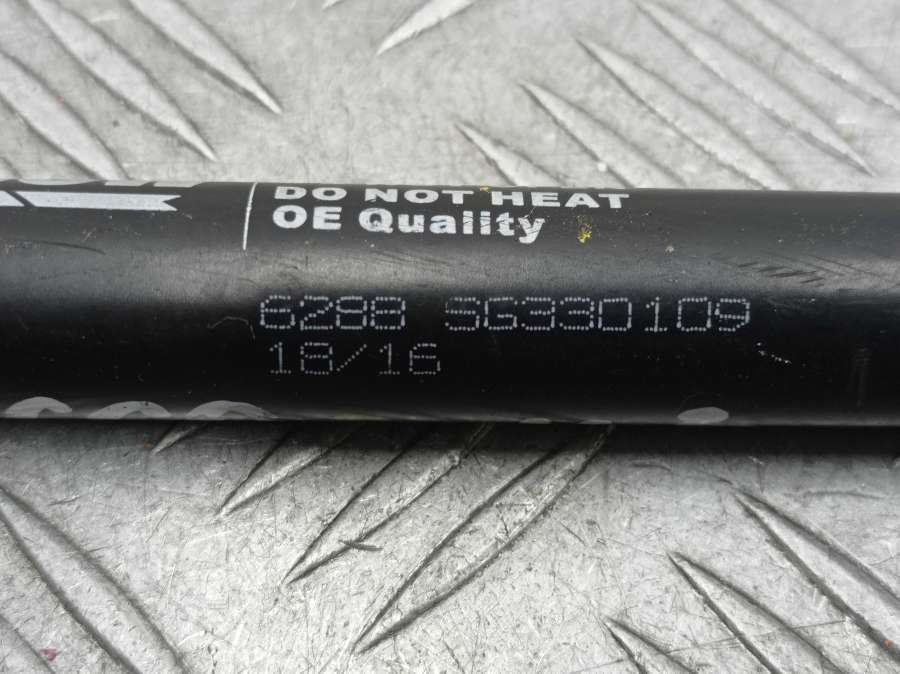 DO NOT HEAT
OE Quality
6288 SG330109
18/16